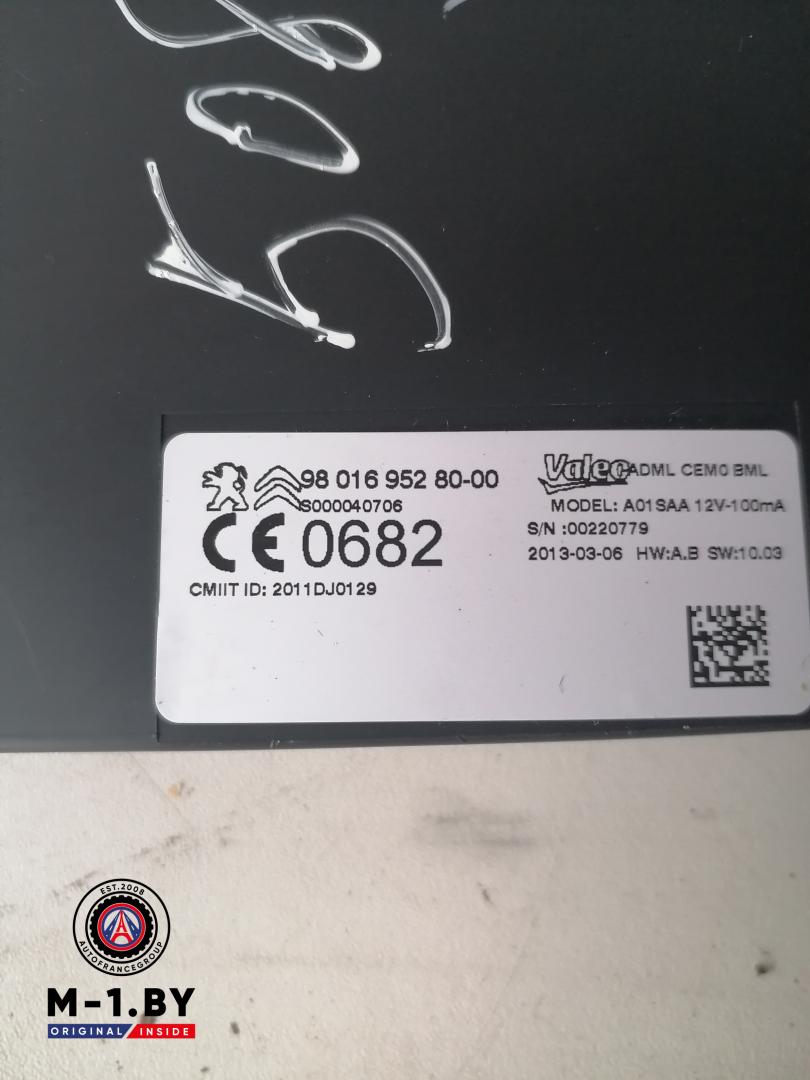 508
98 016 952 80-00
Valeo ADML CEM0 BML
S000040706
MODEL: A01SAA 12V-100mA
CE 0682
S/N :00220779
2013-03-06 HW:A.B SW:10.03
CMIIT ID: 2011DJ0129
EST.2008
AUTOFRANCEGROUP
M-1.BY
ORIGINAL INSIDE